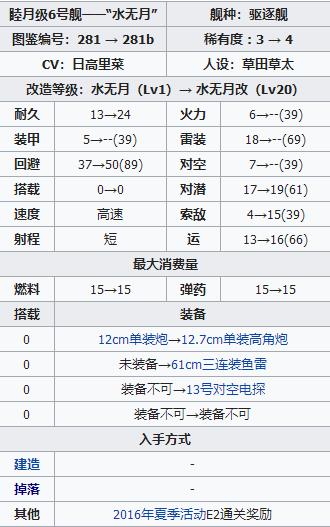 睦月级6号舰——“水无月” 舰种：驱逐舰
图鉴编号：281 → 281b 稀有度：3 → 4
CV：日高里菜 人设：草田草太
改造等级：水无月（Lv1）→ 水无月改（Lv20）
耐久 13→24 火力 6→--(39)
装甲 5→--(39) 雷装 18→--(69)
回避 37→50(89) 对空 7→--(39)
搭载 0→0 对潜 17→19(61)
速度 高速 索敌 4→15(39)
射程 短 运 13→16(66)
最大消费量
燃料 15→15 弹药 15→15
搭载 装备
0 12cm单装炮→12.7cm单装高角炮
0 未装备→61cm三连装鱼雷
0 装备不可→13号对空电探
0 装备不可→装备不可
入手方式
建造 -
掉落 -
其他 2016年夏季活动E2通关奖励